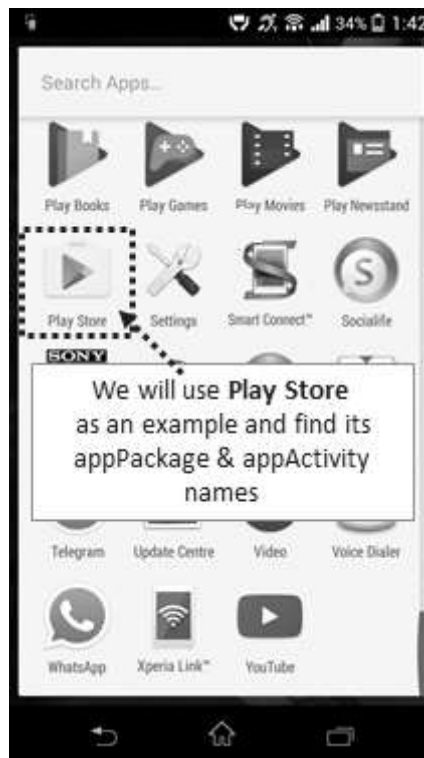 34% 1:42
Search Apps...
Play Books Play Games Play Movies Play Newsstand
S
Play Store Settings Smart Connect™ Socialife
SONY
We will use Play Store
as an example and find its
appPackage & appActivity
names
Telegram Update Centre Video Voice Dialer
WhatsApp Xperia Link™ YouTube